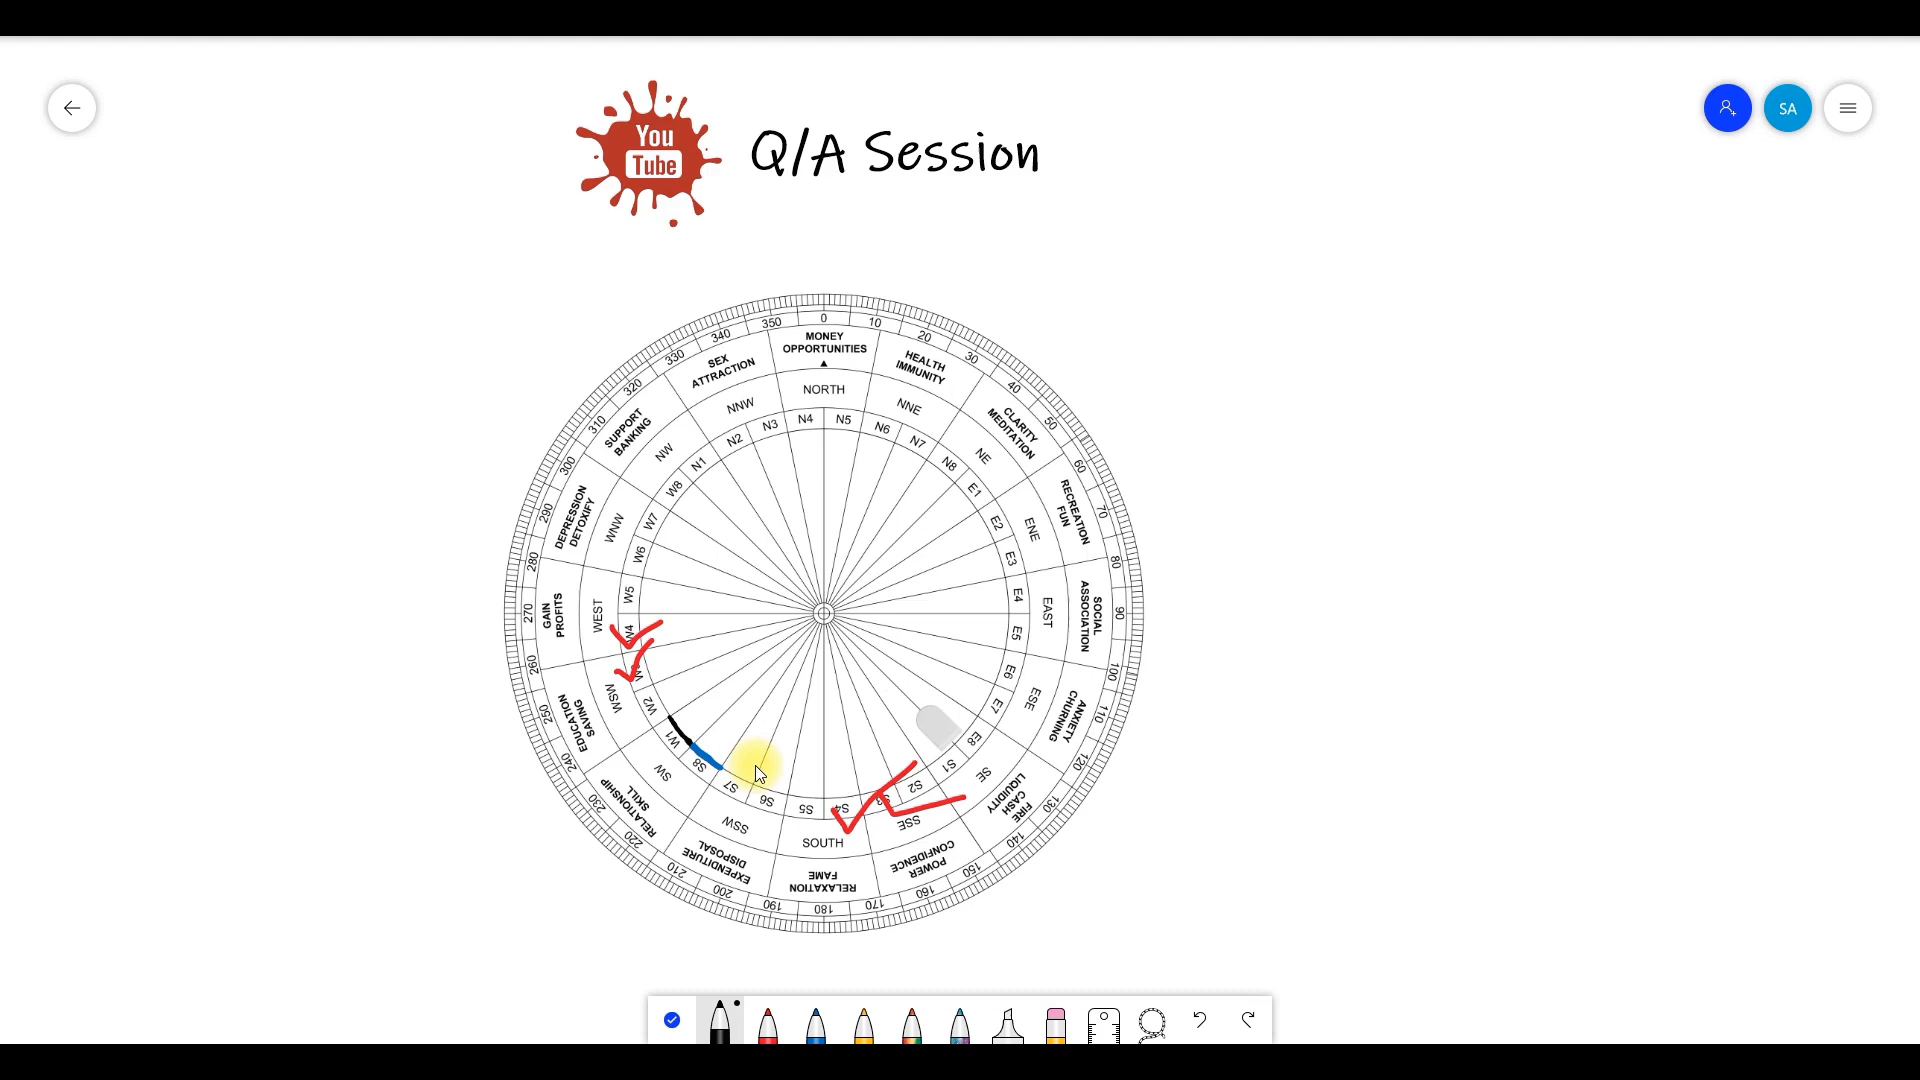 You
Tube
Q/A Session
SA
0
10
20
30
40
50
60
70
80
90
100
110
120
130
140
150
160
170
180
190
200
210
220
230
240
250
260
270
280
290
300
310
320
330
340
350
MONEY
OPPORTUNITIES
HEALTH
IMMUNITY
CLARITY
MEDITATION
RECREATION
FUN
SOCIAL
ASSOCIATION
ANXIETY
CHURNING
FIRE
CASH
LIQUIDITY
POWER
CONFIDENCE
RELAXATION
FAME
EXPENDITURE
DISPOSAL
RELATIONSHIP
SKILL
EDUCATION
SAVING
GAIN
PROFITS
DEPRESSION
DETOXIFY
SUPPORT
BANKING
SEX
ATTRACTION
NORTH
NNE
NE
ENE
EAST
ESE
SE
SSE
SOUTH
SSW
SW
WSW
WEST
WNW
NW
NNW
N4
N5
N6
N7
N8
E1
E2
E3
E4
E5
E6
E7
E8
S1
S2
S4
S5
S6
S7
S8
W1
W2
W4
W5
W6
W7
W8
N1
N2
N3